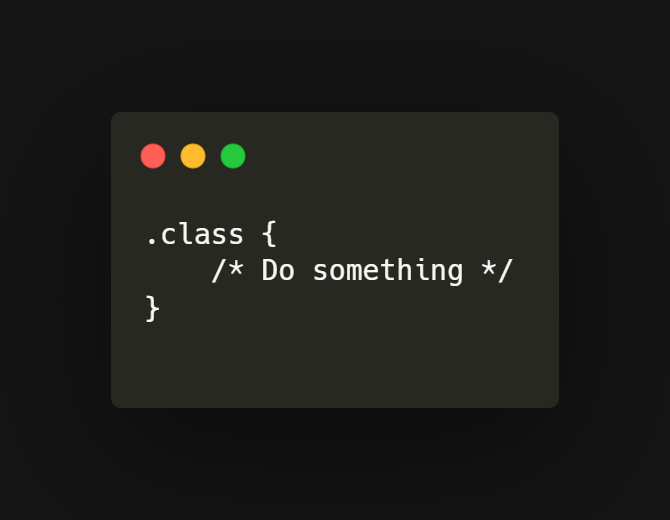 .class {
    /* Do something */
}